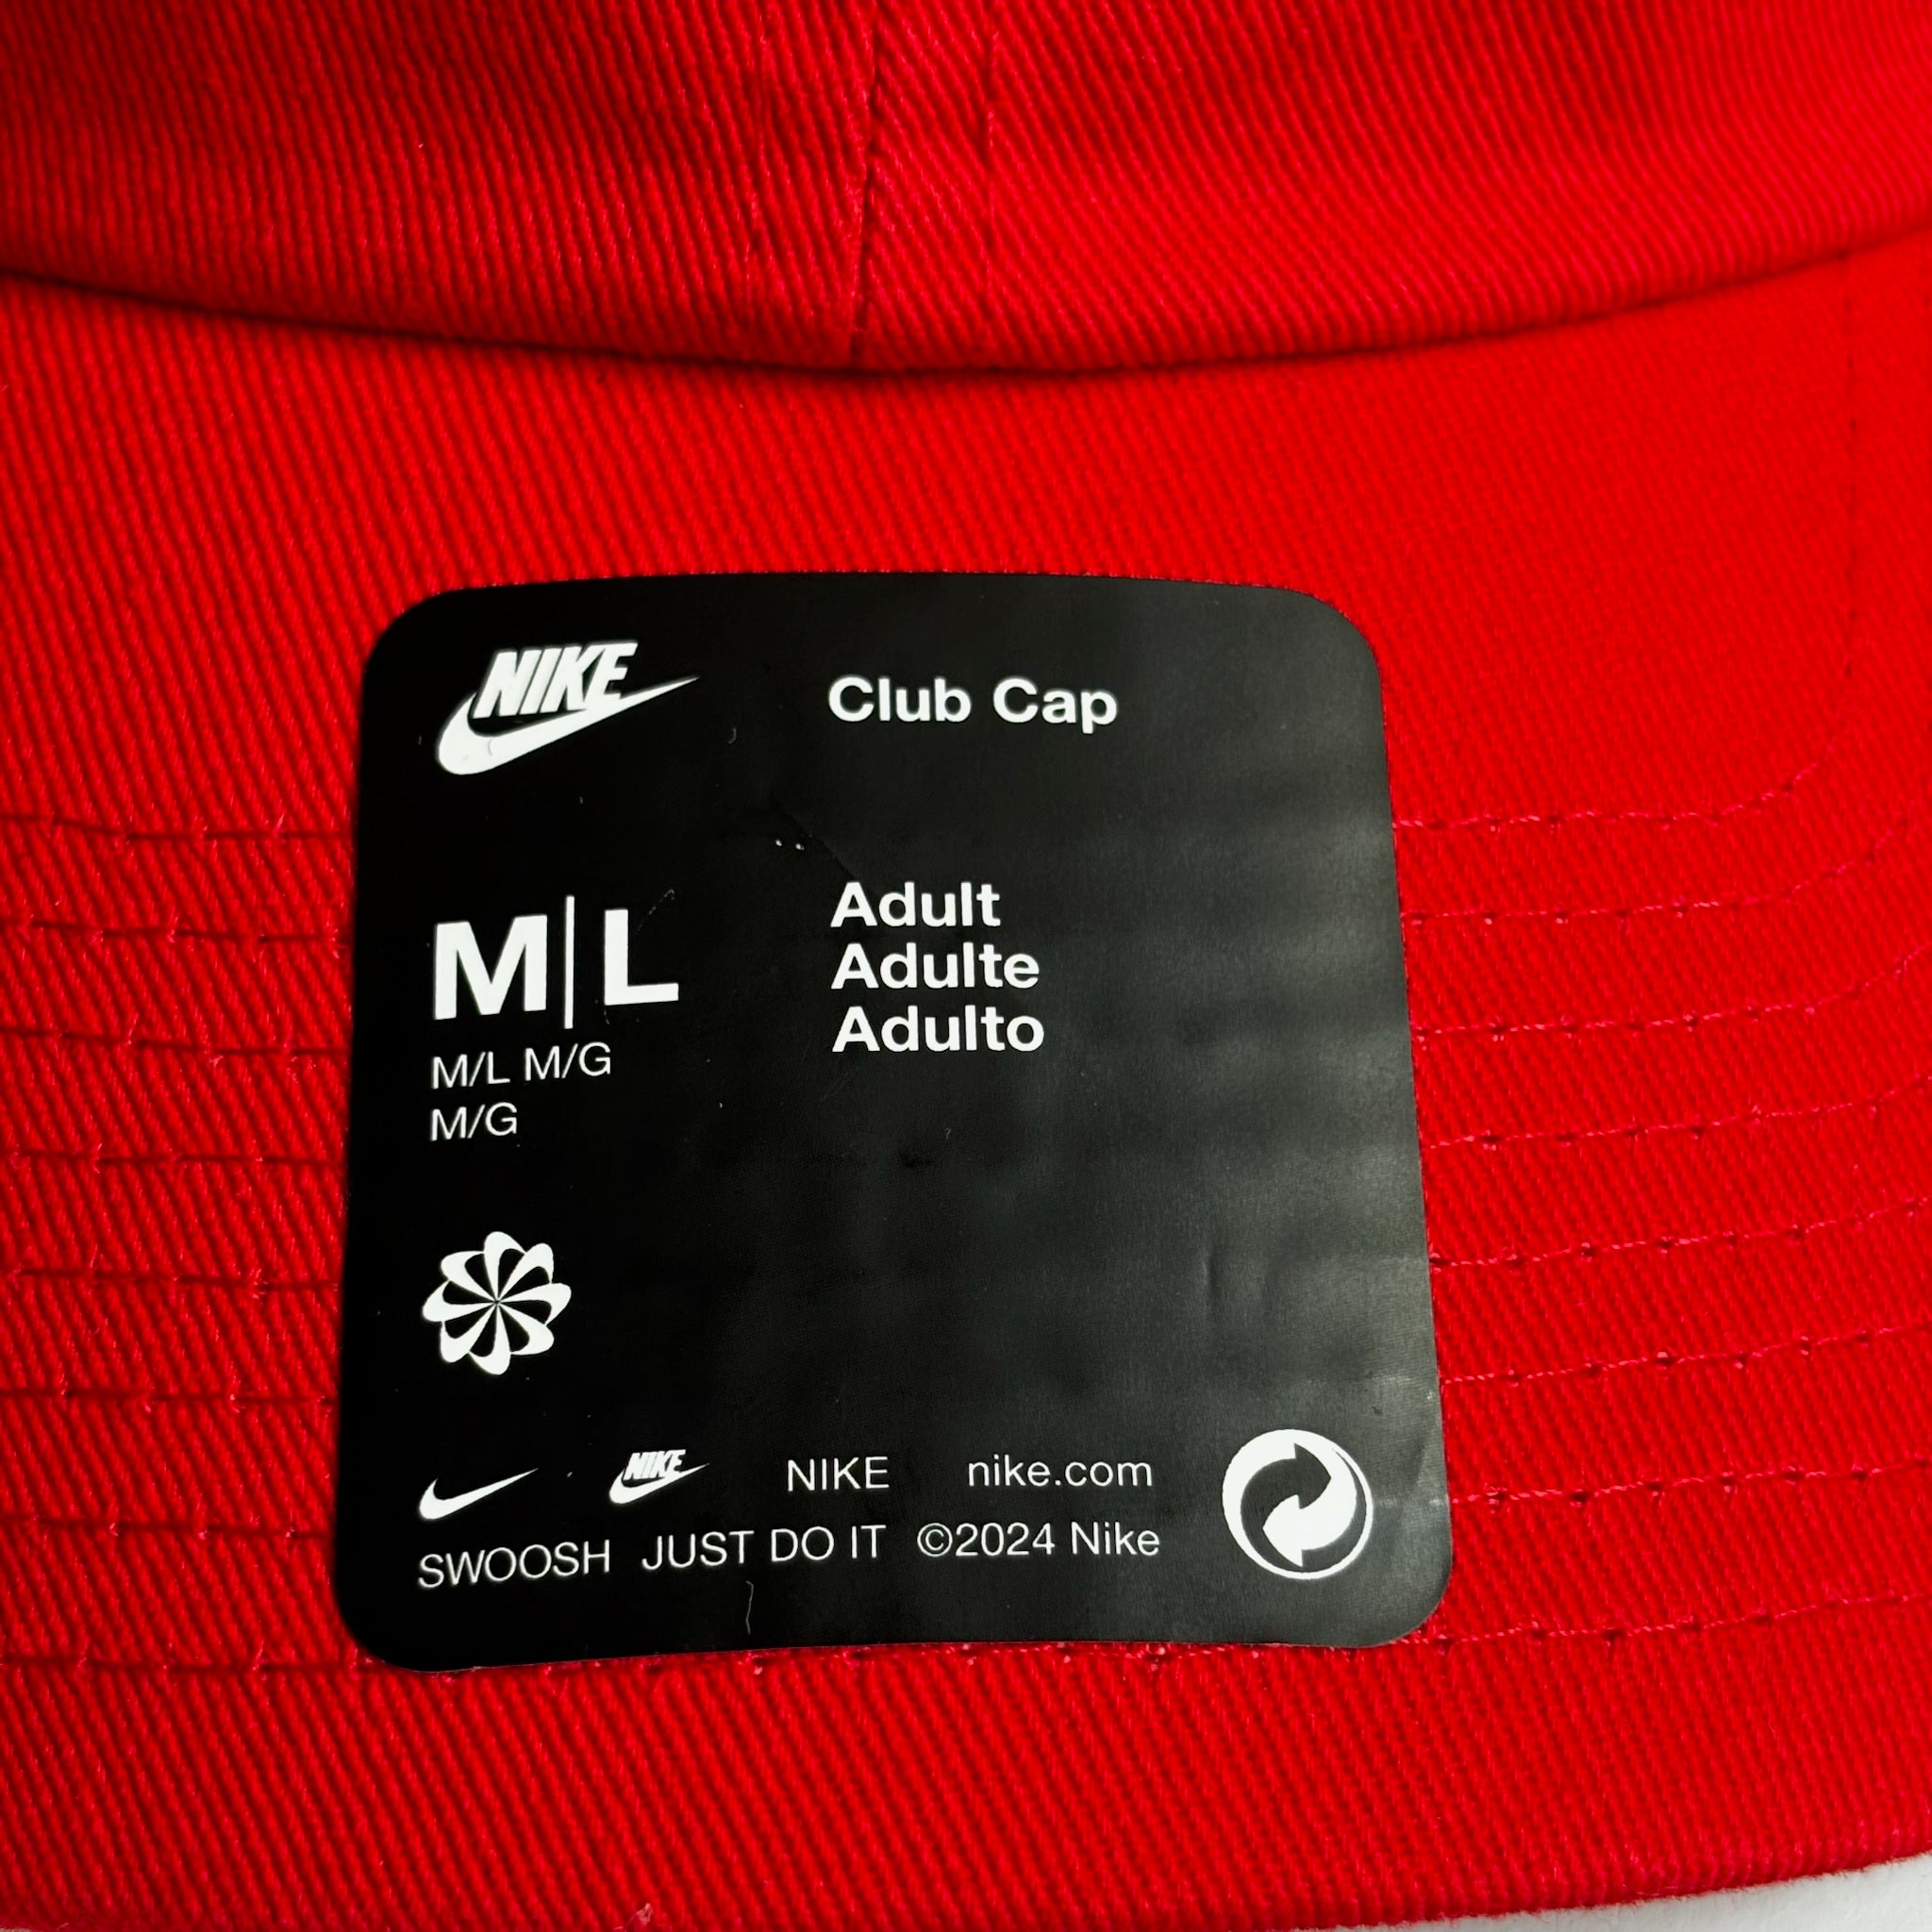 NIKE Club Cap
M|L
M/L M/G
M/G
Adult
Adulte
Adulto
NIKE NIKE nike.com
SWOOSH JUST DO IT ©2024 Nike